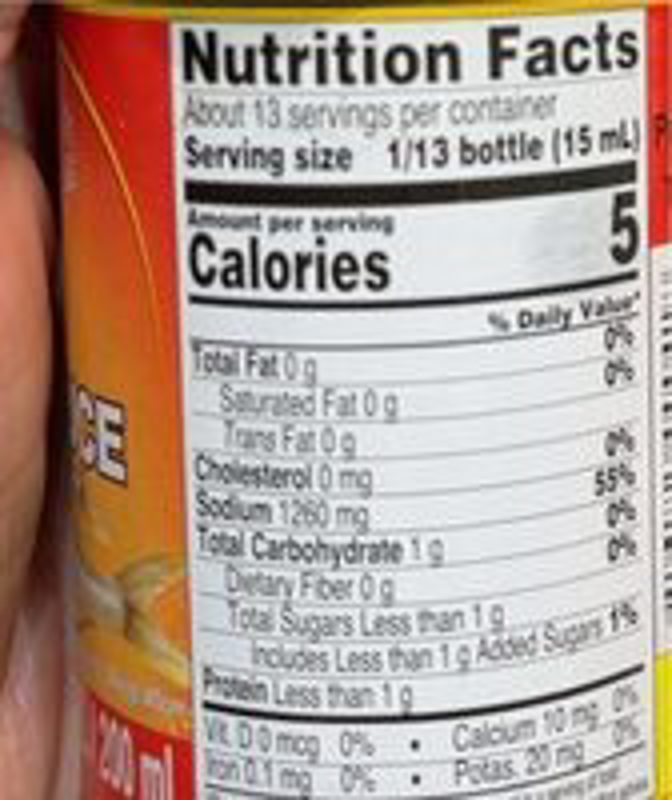 Nutrition Facts
About 13 servings per container
Serving size 1/13 bottle (15 mL)
Amount per serving
Calories 5
% Daily Value*
Total Fat 0 g 0%
Saturated Fat 0 g 0%
Trans Fat 0 g
Cholesterol 0 mg 0%
Sodium 1260 mg 55%
Total Carbohydrate 1 g 0%
Dietary Fiber 0 g 0%
Total Sugars Less than 1 g
Includes Less than 1 g Added Sugars 1%
Protein Less than 1 g
Vit. D 0 mcg 0% • Calcium 10 mg 0%
Iron 0.1 mg 0% • Potas. 20 mg 0%
CE
200 ml